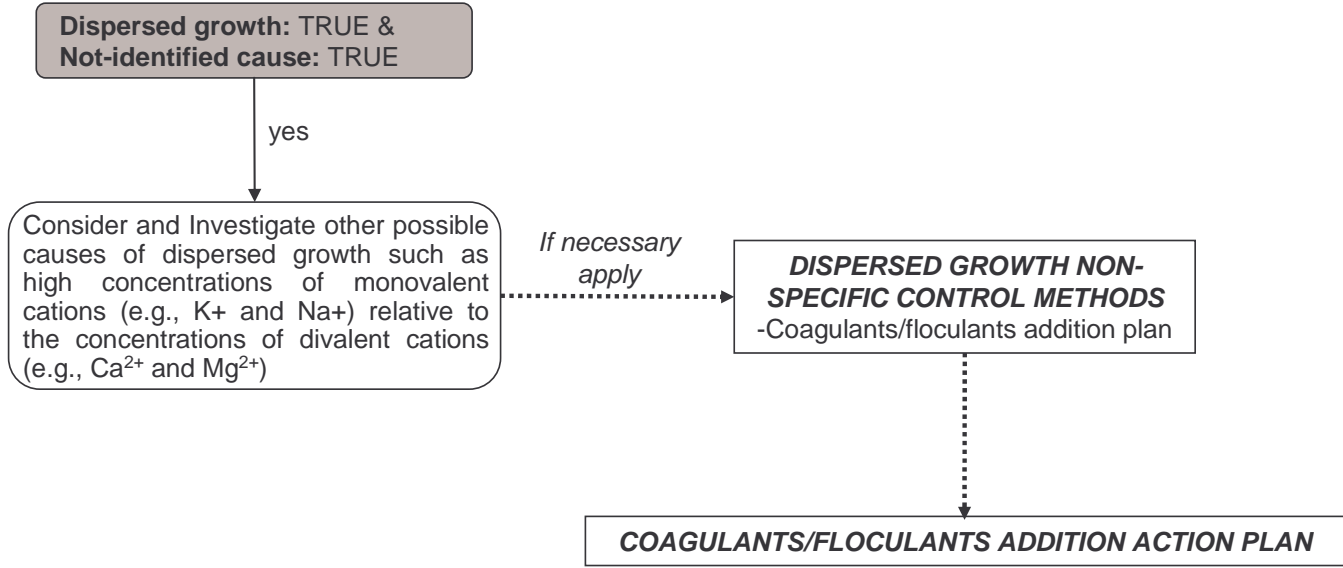 Dispersed growth: TRUE &
Not-identified cause: TRUE
yes
Consider and Investigate other possible
causes of dispersed growth such as
high concentrations of monovalent
cations (e.g., K+ and Na+) relative to
the concentrations of divalent cations
(e.g., Ca²⁺ and Mg²⁺)
If necessary
apply
DISPERSED GROWTH NON-
SPECIFIC CONTROL METHODS
-Coagulants/floculants addition plan
COAGULANTS/FLOCULANTS ADDITION ACTION PLAN